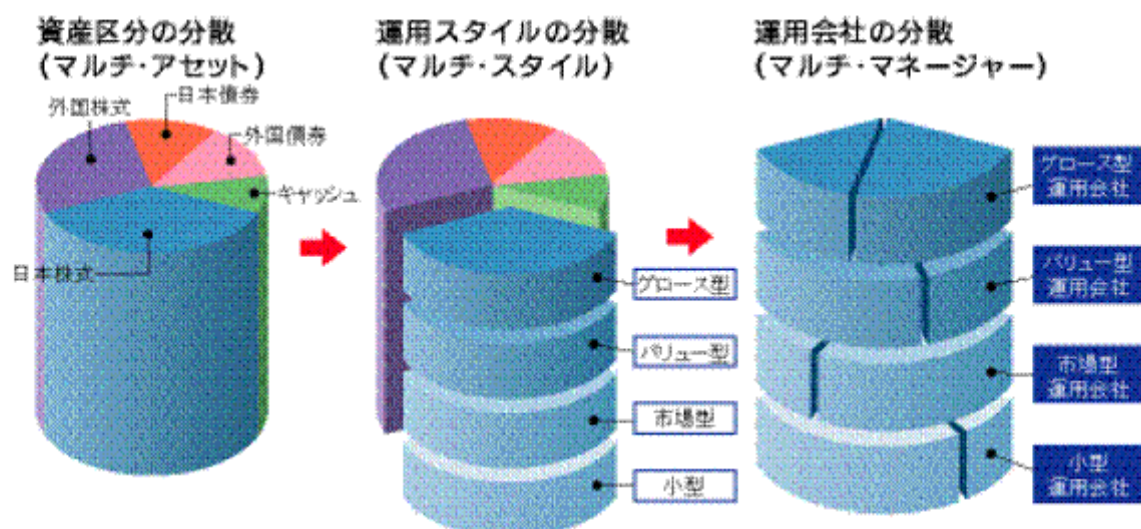 資産区分の分散
(マルチ・アセット)
外国株式
日本債券
外国債券
キャッシュ
日本株式
運用スタイルの分散
(マルチ・スタイル)
グロース型
バリュー型
市場型
小型
運用会社の分散
(マルチ・マネージャー)
グロース型
運用会社
バリュー型
運用会社
市場型
運用会社
小型
運用会社